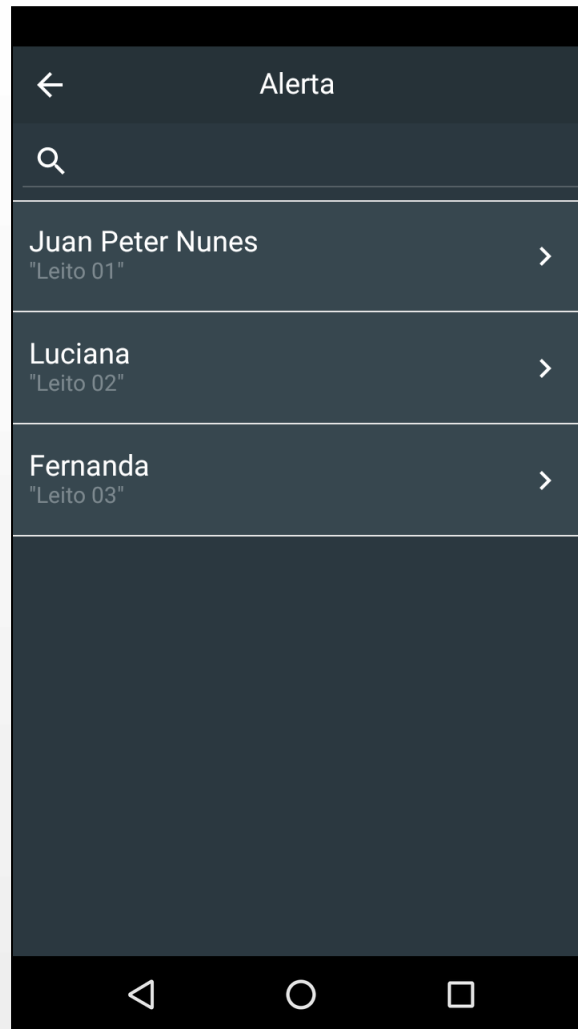 Alerta
Juan Peter Nunes
"Leito 01"
Luciana
"Leito 02"
Fernanda
"Leito 03"